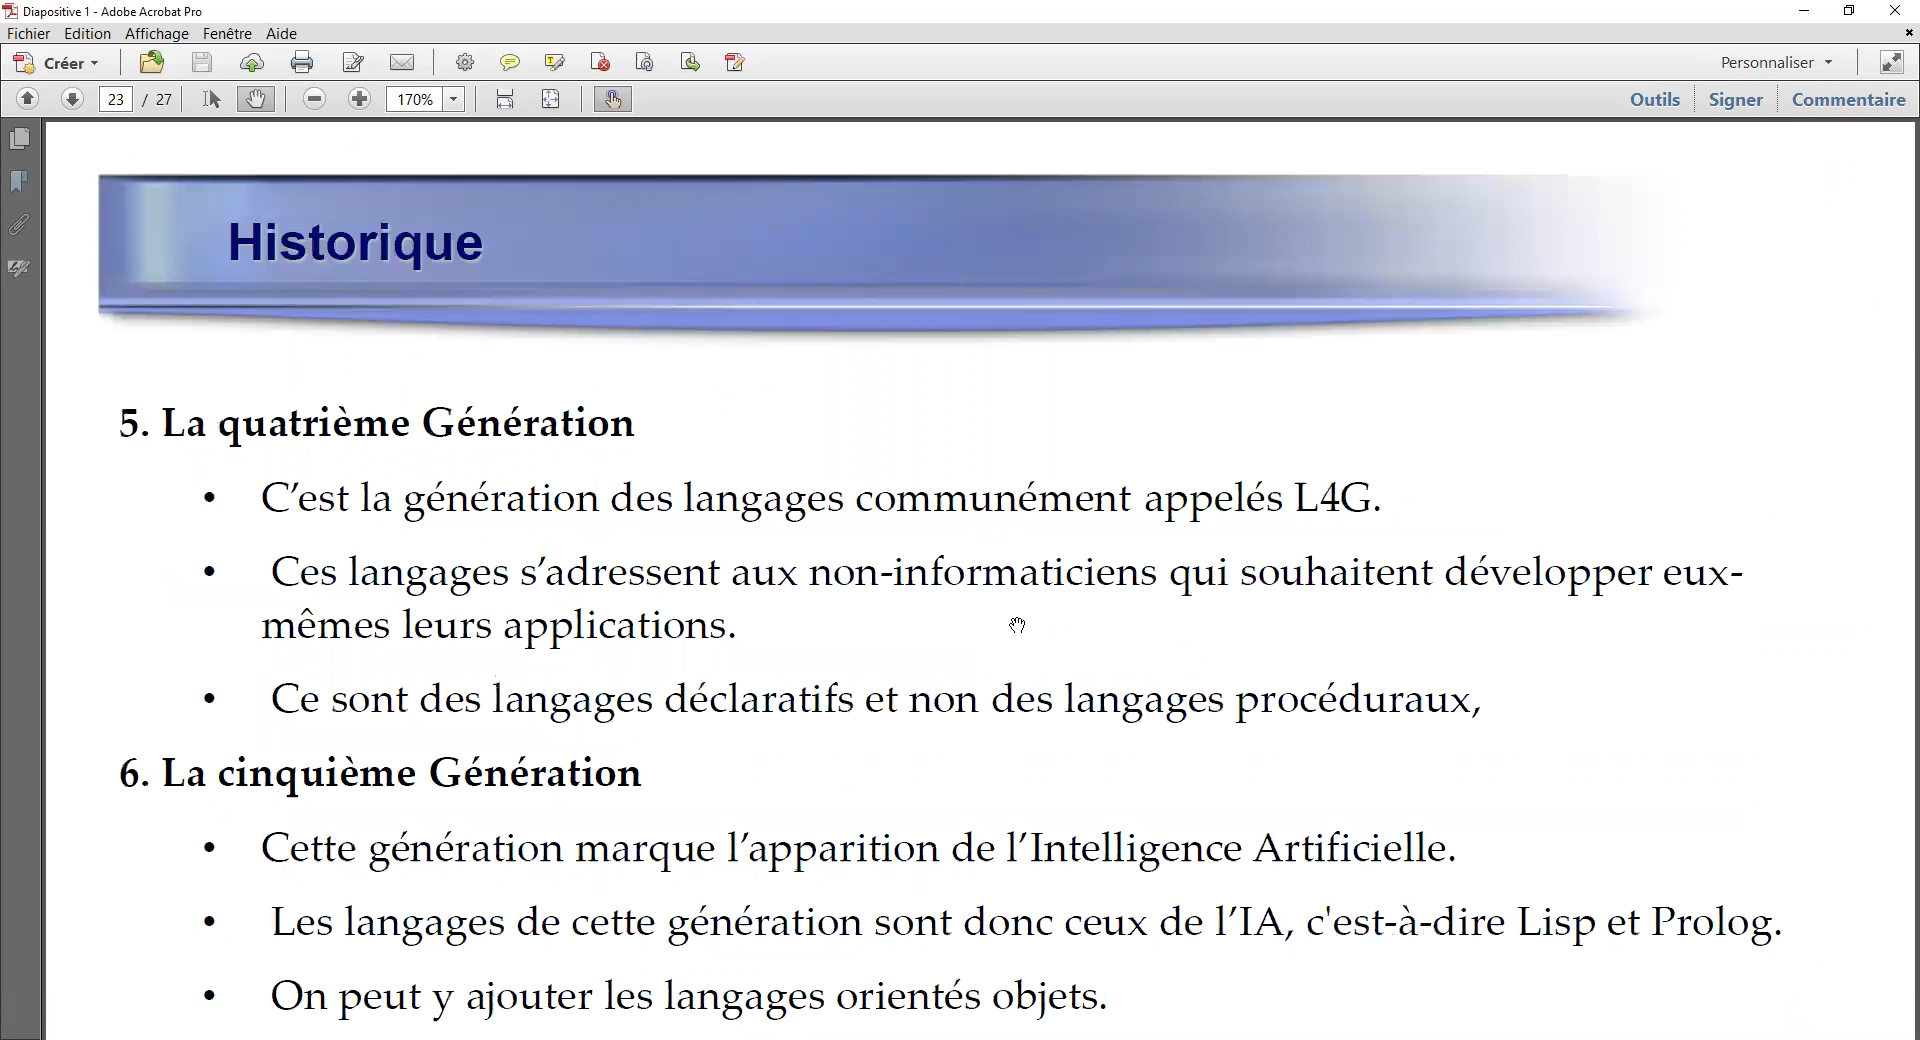 Diapositive 1 - Adobe Acrobat Pro
Fichier Edition Affichage Fenêtre Aide
Créer
Personnaliser
23 / 27
170%
Outils Signer Commentaire
Historique
5. La quatrième Génération
• C’est la génération des langages communément appelés L4G.
• Ces langages s’adressent aux non-informaticiens qui souhaitent développer eux-
mêmes leurs applications.
• Ce sont des langages déclaratifs et non des langages procéduraux,
6. La cinquième Génération
• Cette génération marque l’apparition de l’Intelligence Artificielle.
• Les langages de cette génération sont donc ceux de l’IA, c'est-à-dire Lisp et Prolog.
• On peut y ajouter les langages orientés objets.